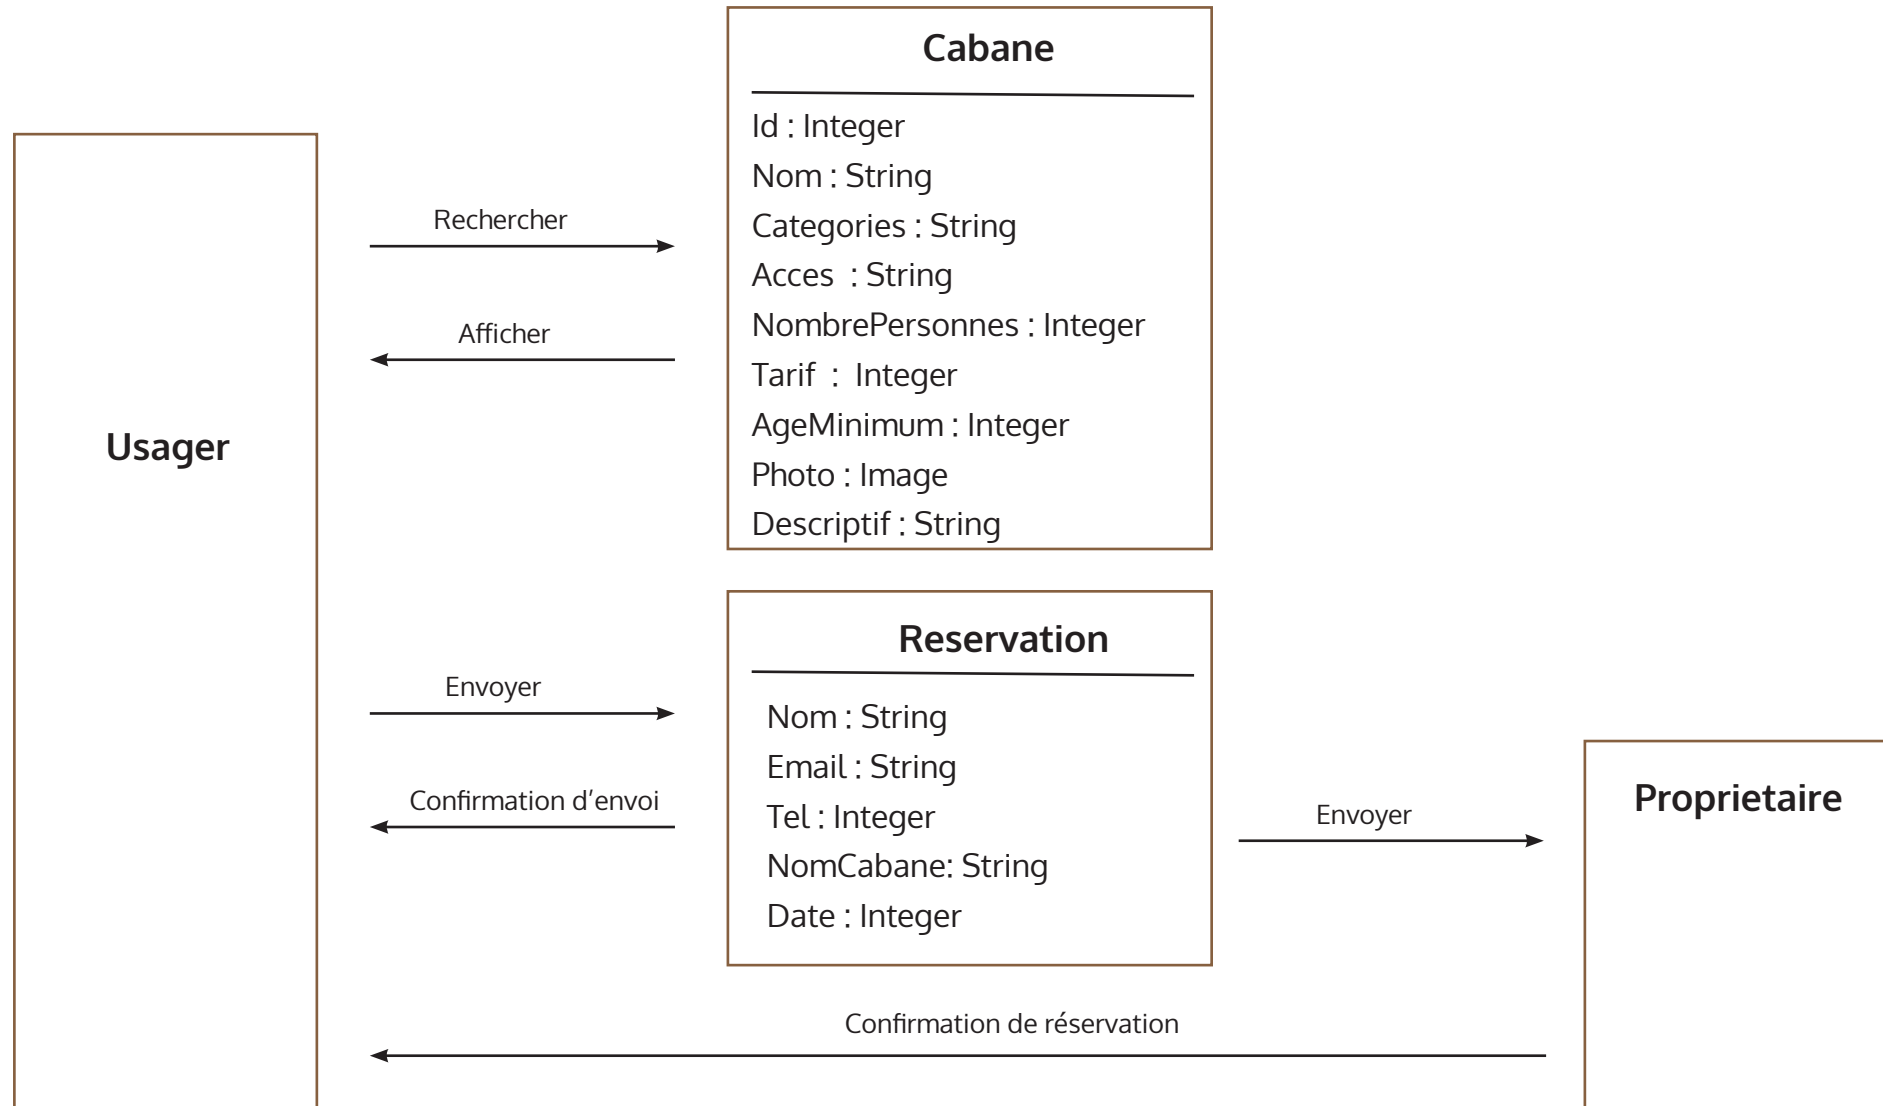 Cabane
Id : Integer
Nom : String
Categories : String
Acces : String
NombrePersonnes : Integer
Tarif : Integer
AgeMinimum : Integer
Photo : Image
Descriptif : String
Rechercher
Afficher
Usager
Reservation
Nom : String
Email : String
Tel : Integer
NomCabane: String
Date : Integer
Envoyer
Confirmation d’envoi
Envoyer
Proprietaire
Confirmation de réservation